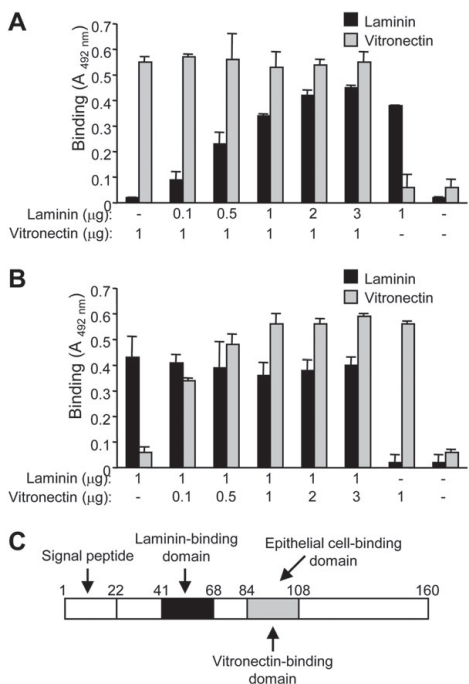 A
Laminin
Vitronectin
Binding (A 492 nm)
0.7
0.6
0.5
0.4
0.3
0.2
0.1
0
Laminin (µg): - 0.1 0.5 1 2 3 1 -
Vitronectin (µg): 1 1 1 1 1 1 - -
B
Laminin
Vitronectin
Binding (A 492 nm)
0.7
0.6
0.5
0.4
0.3
0.2
0.1
0
Laminin (µg): 1 1 1 1 1 1 - -
Vitronectin (µg): - 0.1 0.5 1 2 3 1 -
C
Signal peptide
Laminin-binding
domain
Epithelial cell-binding
domain
1 22 41 68 84 108 160
Vitronectin-binding
domain